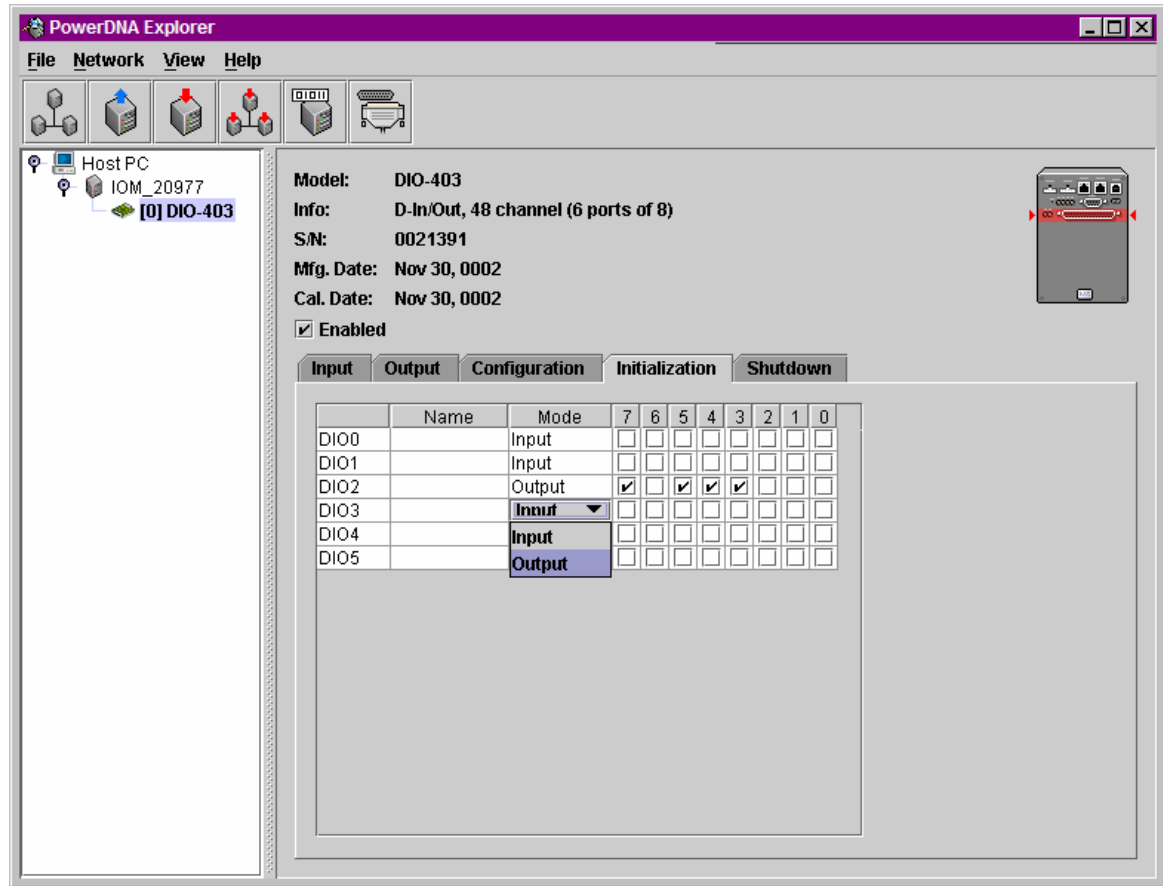 PowerDNA Explorer
File Network View Help
Host PC
IOM_20977
[0] DIO-403
Model: DIO-403
Info: D-In/Out, 48 channel (6 ports of 8)
S/N: 0021391
Mfg. Date: Nov 30, 0002
Cal. Date: Nov 30, 0002
Enabled
Input Output Configuration Initialization Shutdown
Name Mode 7 6 5 4 3 2 1 0
DIO0 Input
DIO1 Input
DIO2 Output
DIO3 Input
DIO4 Input
DIO5 Output